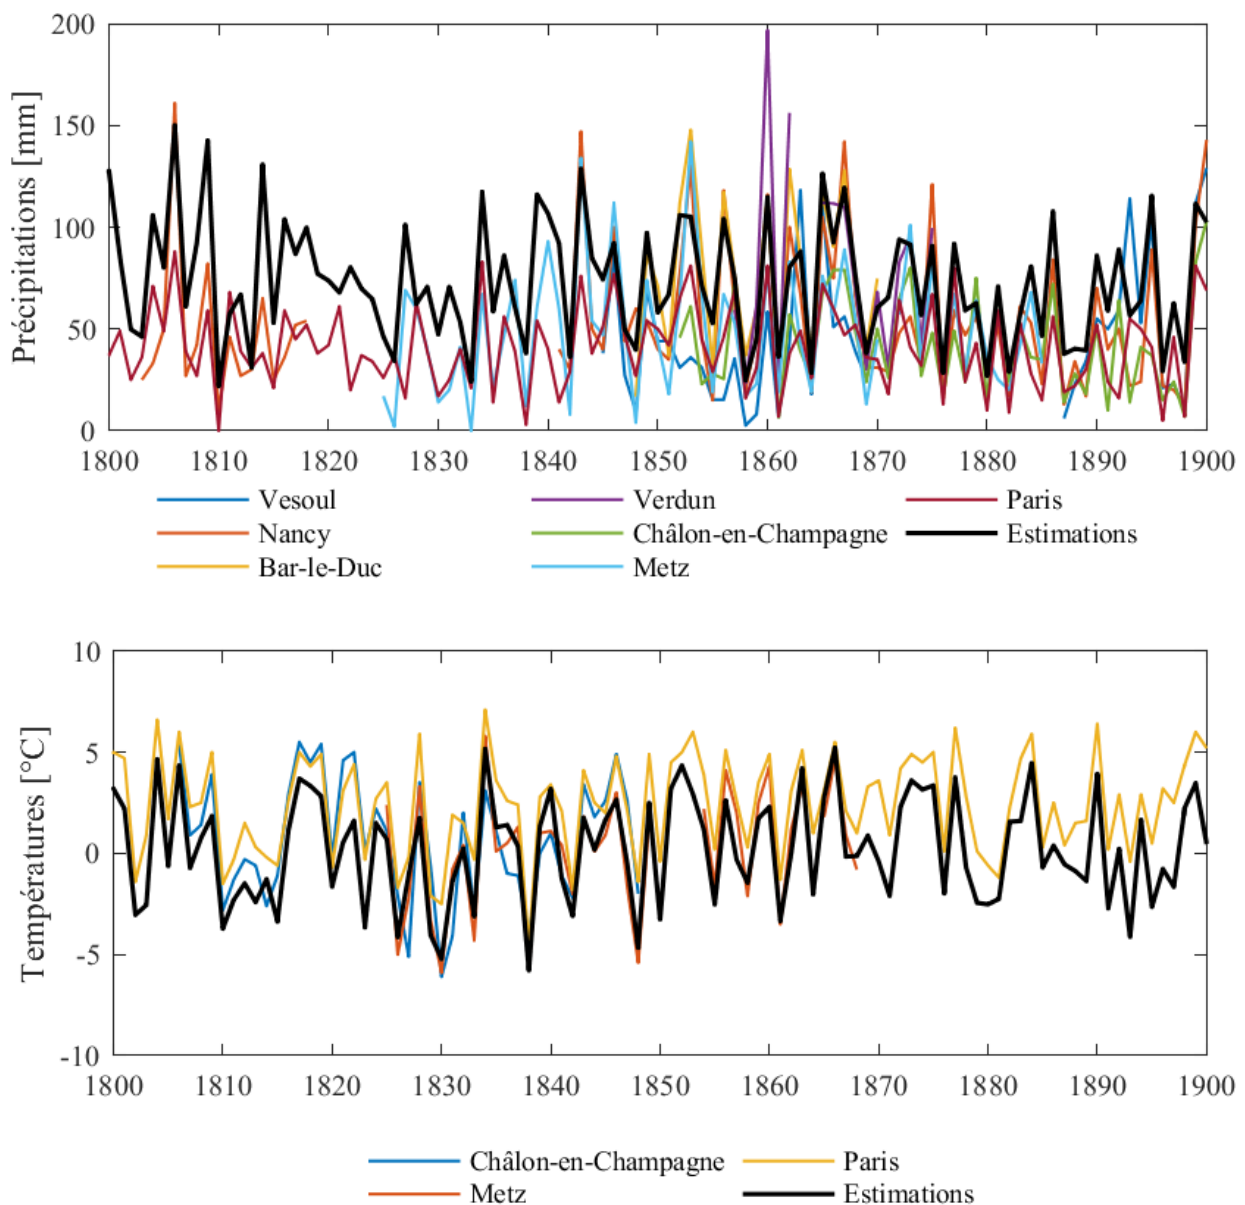 200
150
100
50
0
Précipitations [mm]
1800 1810 1820 1830 1840 1850 1860 1870 1880 1890 1900
Vesoul Verdun Paris
Nancy Châlon-en-Champagne Estimations
Bar-le-Duc Metz
10
5
0
-5
-10
Températures [°C]
1800 1810 1820 1830 1840 1850 1860 1870 1880 1890 1900
Châlon-en-Champagne Paris
Metz Estimations